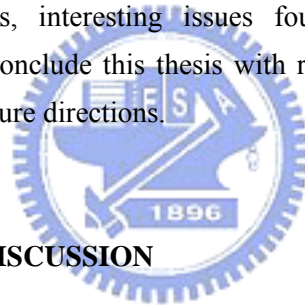 s, interesting issues fou
onclude this thesis with r
ure directions.
E S A
1896
ISCUSSION